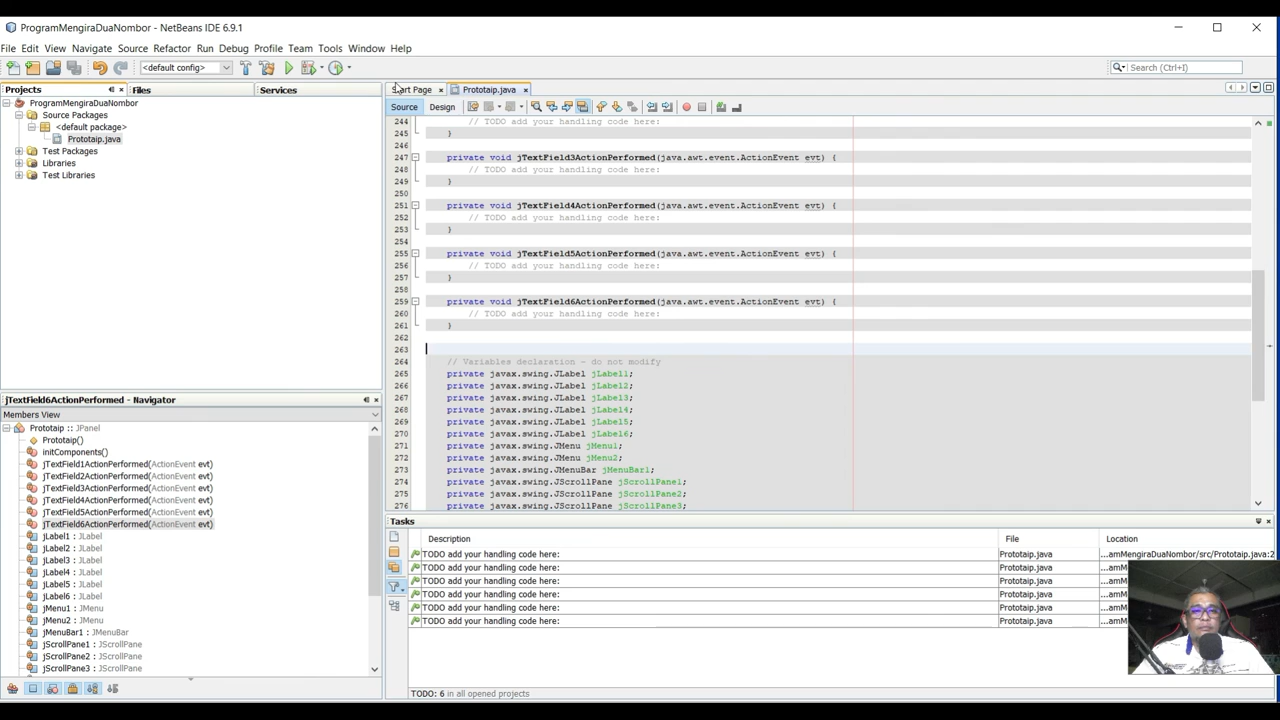 ProgramMengiraDuaNombor - NetBeans IDE 6.9.1
File Edit View Navigate Source Refactor Run Debug Profile Team Tools Window Help
<default config>
Search (Ctrl+I)
Projects Files Services
Page Prototaip.java
Source Design
ProgramMengiraDuaNombor
Source Packages
<default package>
Prototaip.java
Test Packages
Libraries
Test Libraries
244 // TODO add your handling code here:
245 }
246
247 private void jTextField3ActionPerformed(java.awt.event.ActionEvent evt) {
248 // TODO add your handling code here:
249 }
250
251 private void jTextField4ActionPerformed(java.awt.event.ActionEvent evt) {
252 // TODO add your handling code here:
253 }
254
255 private void jTextField5ActionPerformed(java.awt.event.ActionEvent evt) {
256 // TODO add your handling code here:
257 }
258
259 private void jTextField6ActionPerformed(java.awt.event.ActionEvent evt) {
260 // TODO add your handling code here:
261 }
262
263
264 // Variables declaration - do not modify
265 private javax.swing.JLabel jLabel1;
266 private javax.swing.JLabel jLabel2;
267 private javax.swing.JLabel jLabel3;
268 private javax.swing.JLabel jLabel4;
269 private javax.swing.JLabel jLabel5;
270 private javax.swing.JLabel jLabel6;
271 private javax.swing.JMenu jMenu1;
272 private javax.swing.JMenu jMenu2;
273 private javax.swing.JMenuBar jMenuBar1;
274 private javax.swing.JScrollPane jScrollPane1;
275 private javax.swing.JScrollPane jScrollPane2;
276 private javax.swing.JScrollPane jScrollPane3;
jTextField6ActionPerformed - Navigator
Members View
Prototaip :: JPanel
Prototaip()
initComponents()
jTextField1ActionPerformed(ActionEvent evt)
jTextField2ActionPerformed(ActionEvent evt)
jTextField3ActionPerformed(ActionEvent evt)
jTextField4ActionPerformed(ActionEvent evt)
jTextField5ActionPerformed(ActionEvent evt)
jTextField6ActionPerformed(ActionEvent evt)
jLabel1 : JLabel
jLabel2 : JLabel
jLabel3 : JLabel
jLabel4 : JLabel
jLabel5 : JLabel
jLabel6 : JLabel
jMenu1 : JMenu
jMenu2 : JMenu
jMenuBar1 : JMenuBar
jScrollPane1 : JScrollPane
jScrollPane2 : JScrollPane
jScrollPane3 : JScrollPane
Tasks
Description File Location
TODO add your handling code here: Prototaip.java ...amMengiraDuaNombor/src/Prototaip.java:2
TODO add your handling code here: Prototaip.java
TODO add your handling code here: Prototaip.java
TODO add your handling code here: Prototaip.java
TODO add your handling code here: Prototaip.java
TODO add your handling code here: Prototaip.java
TODO: 6 in all opened projects